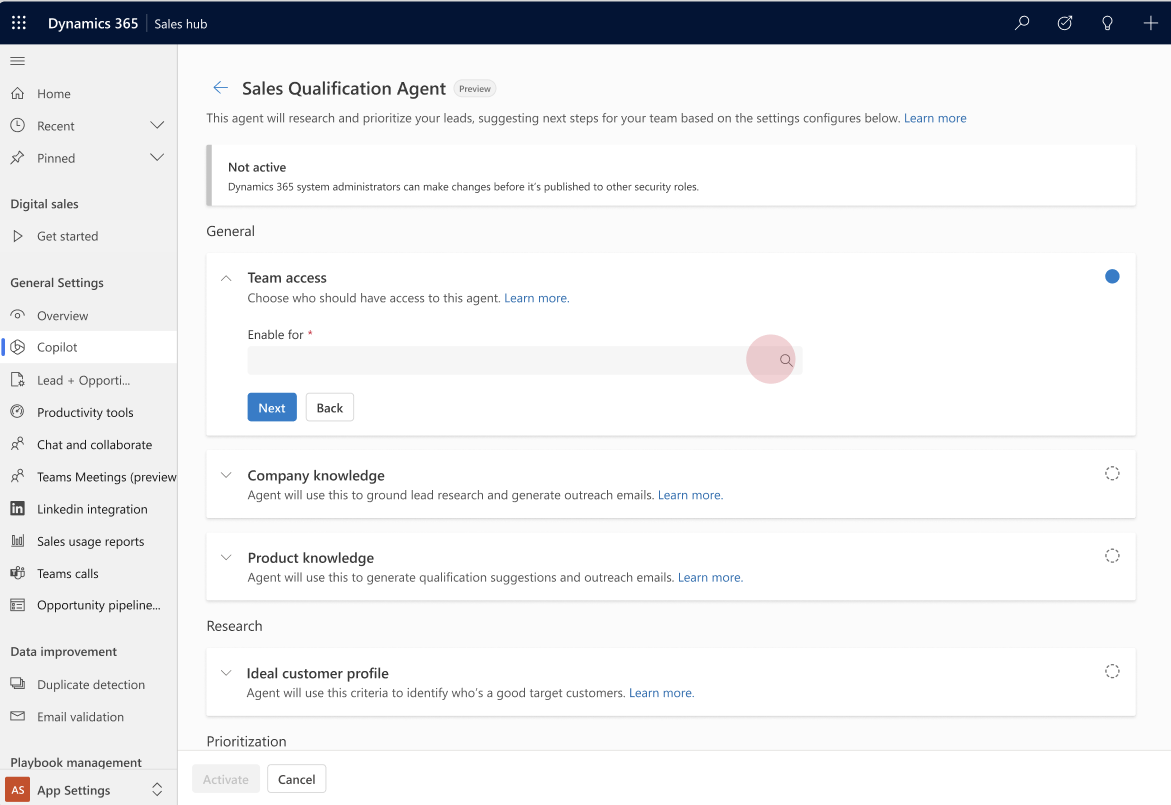 Dynamics 365 Sales hub
Home
Recent
Pinned
Digital sales
Get started
General Settings
Overview
Copilot
Lead + Opporti...
Productivity tools
Chat and collaborate
Teams Meetings (preview
Linkedin integration
Sales usage reports
Teams calls
Opportunity pipeline...
Data improvement
Duplicate detection
Email validation
Playbook management
AS App Settings
Sales Qualification Agent Preview
This agent will research and prioritize your leads, suggesting next steps for your team based on the settings configures below. Learn more
Not active
Dynamics 365 system administrators can make changes before it's published to other security roles.
General
Team access
Choose who should have access to this agent. Learn more.
Enable for *
Next Back
Company knowledge
Agent will use this to ground lead research and generate outreach emails. Learn more.
Product knowledge
Agent will use this to generate qualification suggestions and outreach emails. Learn more.
Research
Ideal customer profile
Agent will use this criteria to identify who's a good target customers. Learn more.
Prioritization
Activate Cancel